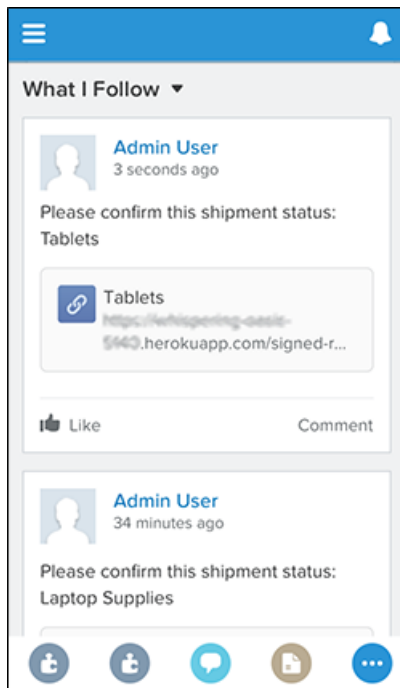 What I Follow
Admin User
3 seconds ago
Please confirm this shipment status:
Tablets
Tablets
.herokuapp.com/signed-r...
Like
Comment
Admin User
34 minutes ago
Please confirm this shipment status:
Laptop Supplies